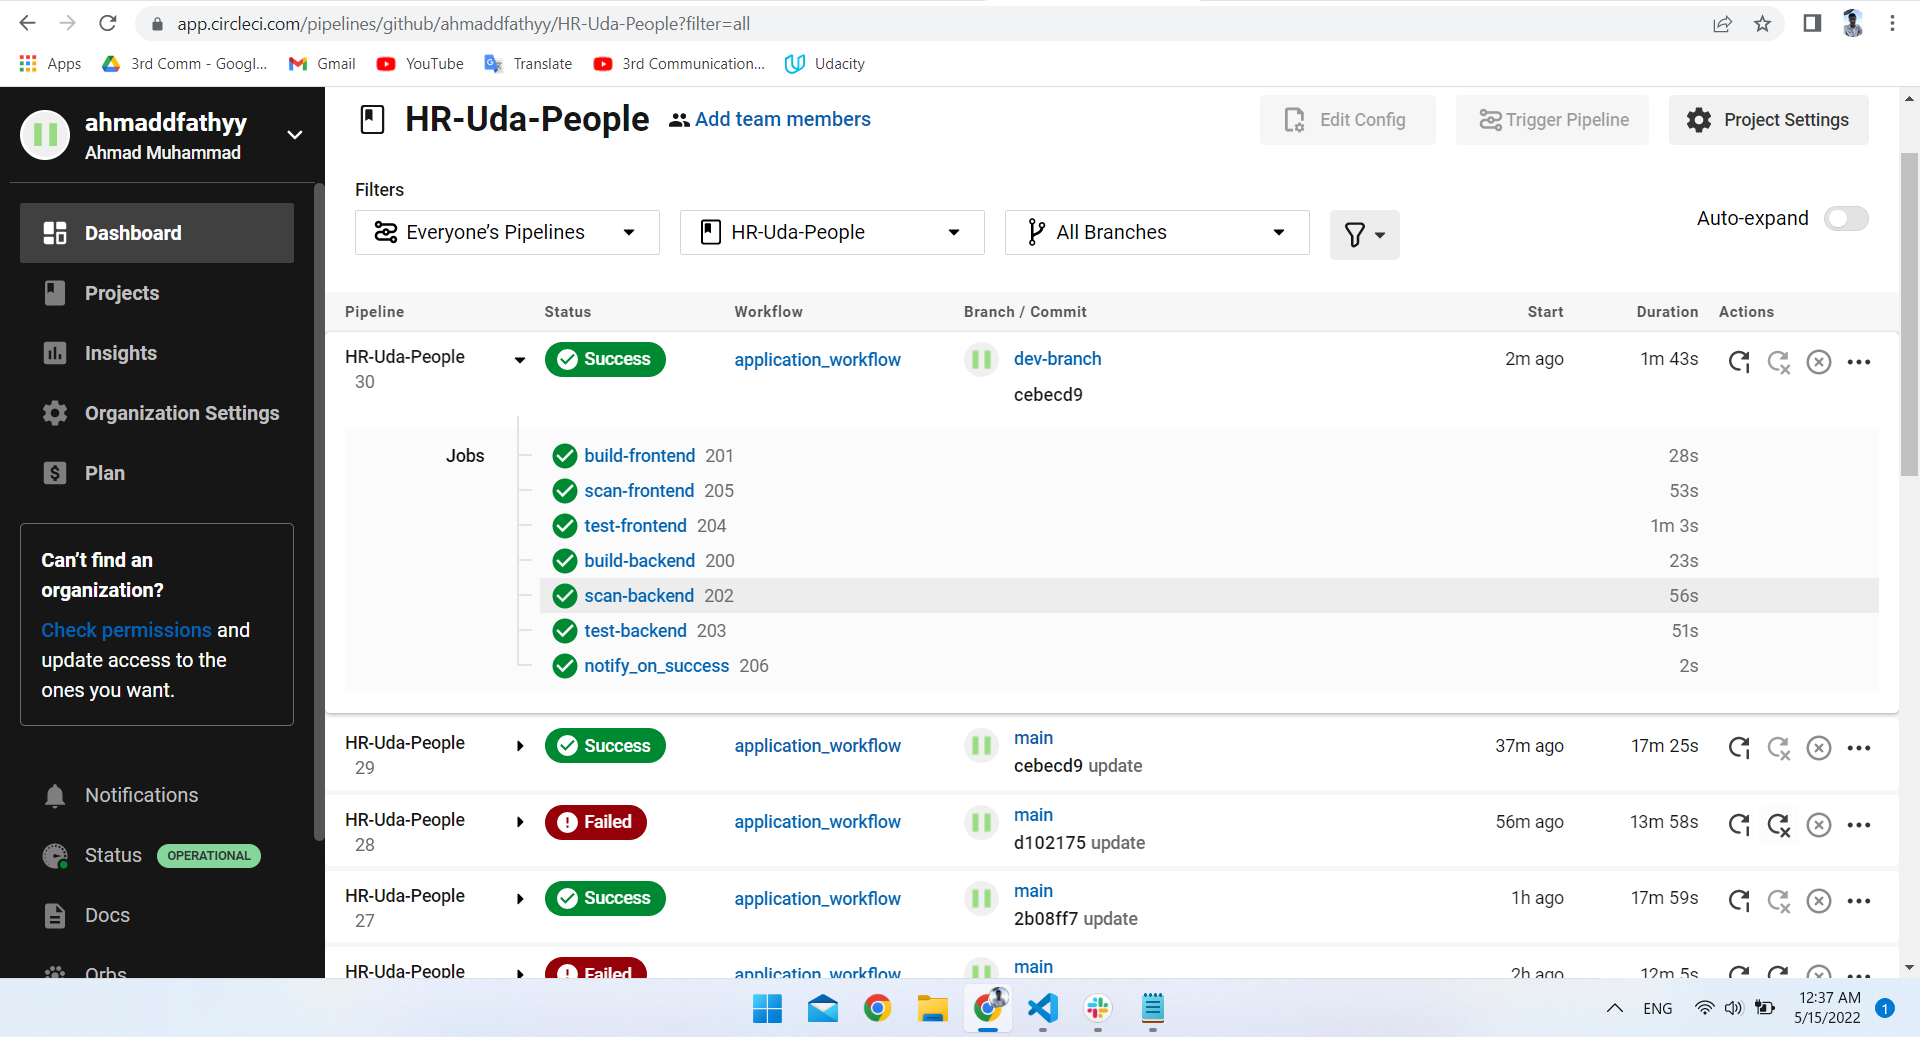 app.circleci.com/pipelines/github/ahmaddfathyy/HR-Uda-People?filter=all
Apps 3rd Comm - Googl... Gmail YouTube Translate 3rd Communication... Udacity
ahmaddfathyy
Ahmad Muhammad
Dashboard
Projects
Insights
Organization Settings
Plan
Can't find an
organization?
Check permissions and
update access to the
ones you want.
Notifications
Status OPERATIONAL
Docs
Orbs
HR-Uda-People Add team members Edit Config Trigger Pipeline Project Settings
Filters
Everyone's Pipelines HR-Uda-People All Branches Auto-expand
Pipeline Status Workflow Branch / Commit Start Duration Actions
HR-Uda-People Success application_workflow dev-branch 2m ago 1m 43s
30 cebecd9
Jobs build-frontend 201 28s
scan-frontend 205 53s
test-frontend 204 1m 3s
build-backend 200 23s
scan-backend 202 56s
test-backend 203 51s
notify_on_success 206 2s
HR-Uda-People Success application_workflow main 37m ago 17m 25s
29 cebecd9 update
HR-Uda-People Failed application_workflow main 56m ago 13m 58s
28 d102175 update
HR-Uda-People Success application_workflow main 1h ago 17m 59s
27 2b08ff7 update
HR-Uda-People Failed application_workflow main 2h ago 12m 5s
ENG 12:37 AM 1
5/15/2022